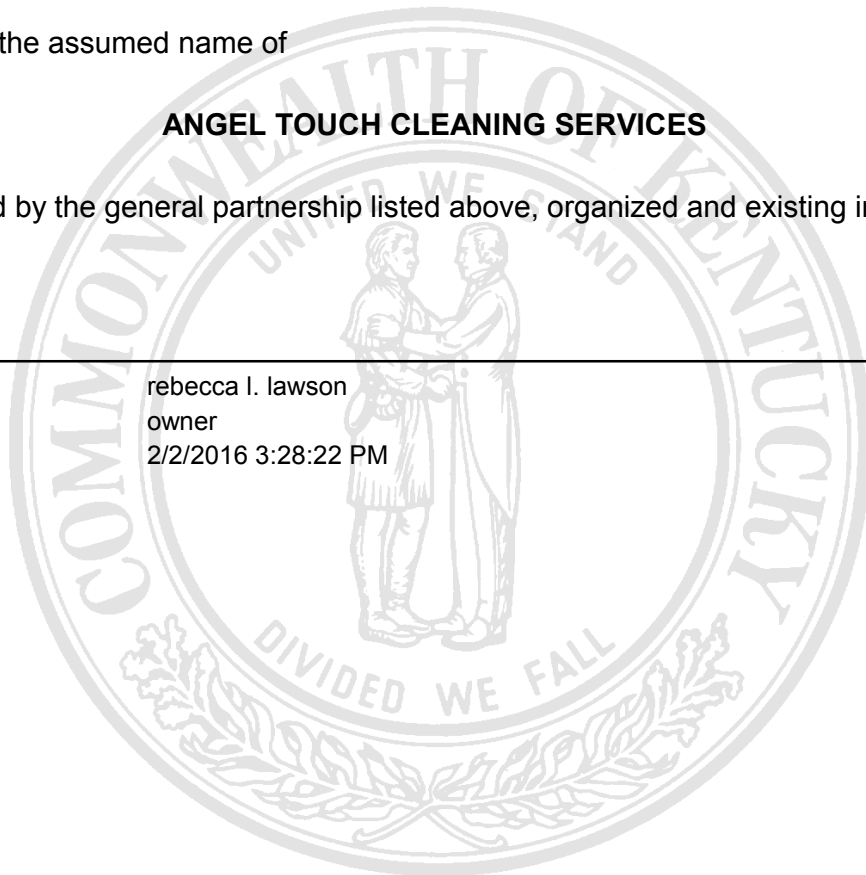 the assumed name of
ANGEL TOUCH CLEANING SERVICES
by the general partnership listed above, organized and existing
rebecca l. lawson
owner
2/2/2016 3:28:22 PM
COMMONWEALTH OF KENTUCKY
UNITED WE STAND
DIVIDED WE FALL